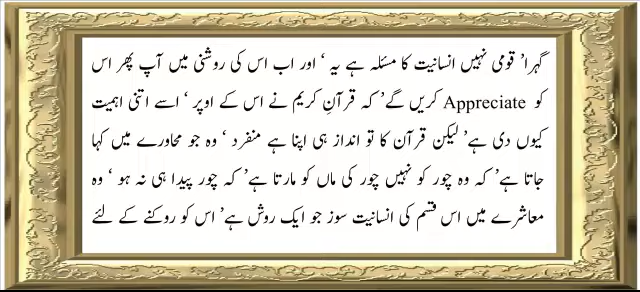 گہرا’ قومی نہیں انسانیت کا مسئلہ ہے یہ ‘ اور اب اس کی روشنی میں آپ پھر اس
کو Appreciate کریں گے’ کہ قرآنِ کریم نے اس کے اوپر ‘ اسے اتنی اہمیت
کیوں دی ہے’ لیکن قرآن کا تو انداز ہی اپنا ہے منفرد ‘ وہ جو محاورے میں کہا
جاتا ہے’ کہ وہ چور کو نہیں چور کی ماں کو مارتا ہے’ کہ چور پیدا ہی نہ ہو ‘ وہ
معاشرے میں اس قسم کی انسانیت سوز جو ایک روش ہے’ اس کو روکنے کے لئے